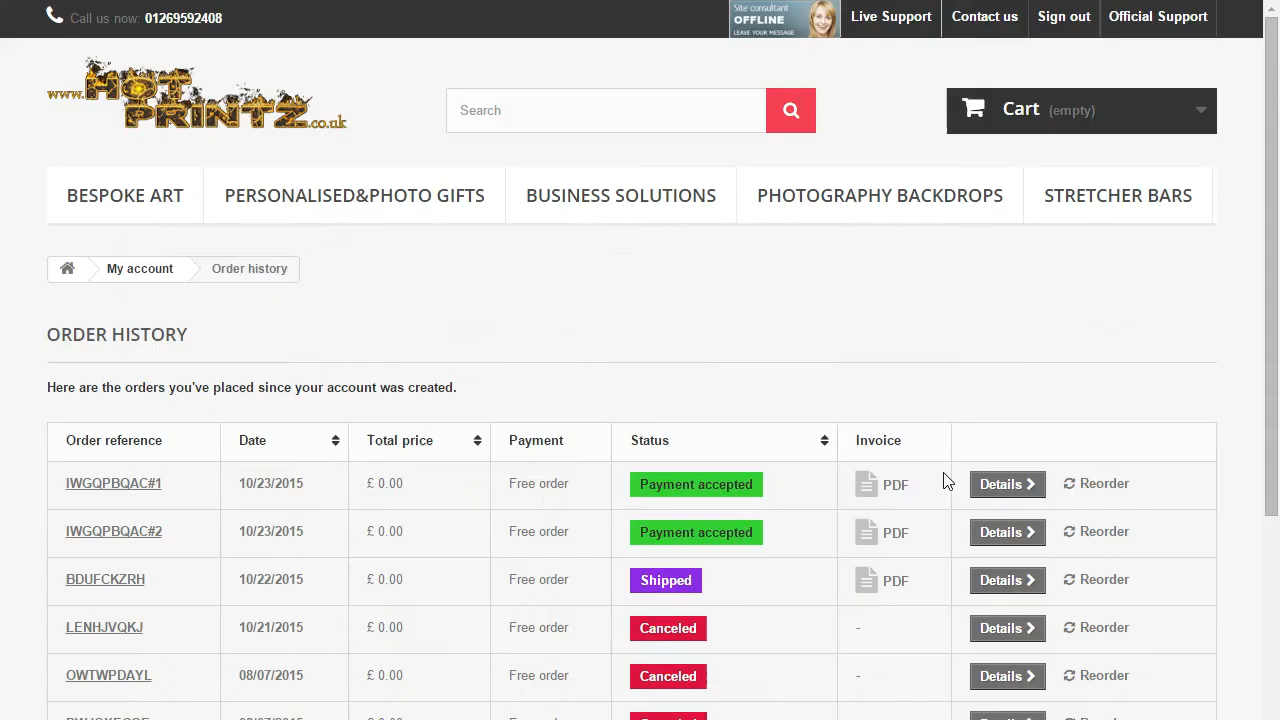 Call us now: 01269592408
Site consultant
OFFLINE
LEAVE YOUR MESSAGE
Live Support
Contact us
Sign out
Official Support
www.HOT PRINTZ.co.uk
Search
Cart (empty)
BESPOKE ART
PERSONALISED&PHOTO GIFTS
BUSINESS SOLUTIONS
PHOTOGRAPHY BACKDROPS
STRETCHER BARS
My account
Order history
ORDER HISTORY
Here are the orders you've placed since your account was created.
Order reference Date Total price Payment Status Invoice
IWGQPBQAC#1 10/23/2015 £ 0.00 Free order Payment accepted PDF Details Reorder
IWGQPBQAC#2 10/23/2015 £ 0.00 Free order Payment accepted PDF Details Reorder
BDUFCKZRH 10/22/2015 £ 0.00 Free order Shipped PDF Details Reorder
LENHJVQKJ 10/21/2015 £ 0.00 Free order Canceled - Details Reorder
OWTWPDAYL 08/07/2015 £ 0.00 Free order Canceled - Details Reorder